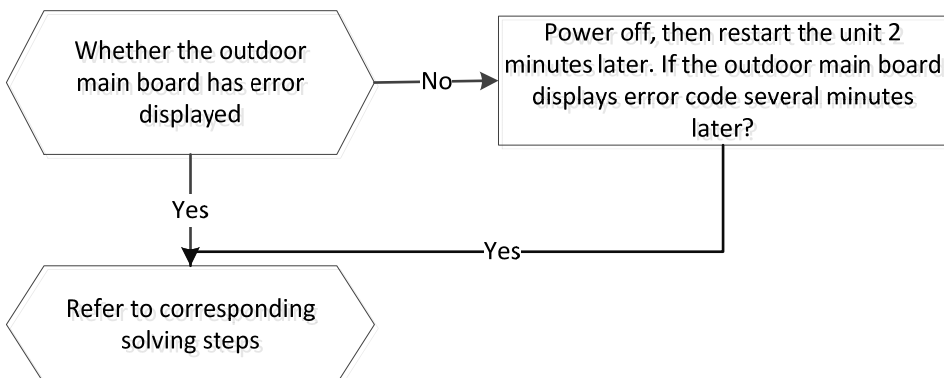 Whether the outdoor
main board has error
displayed
No
Power off, then restart the unit 2
minutes later. If the outdoor main board
displays error code several minutes
later?
Yes
Yes
Refer to corresponding
solving steps